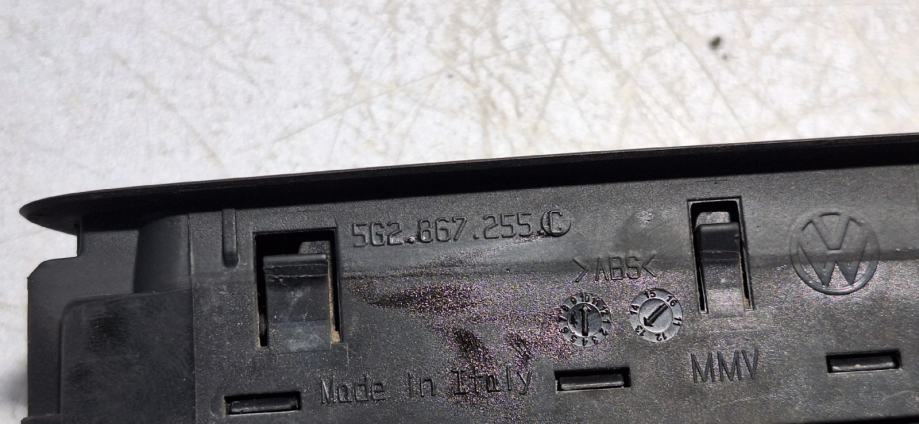 5G2.867.255.C
>ABS<
Made in Italy
MMV